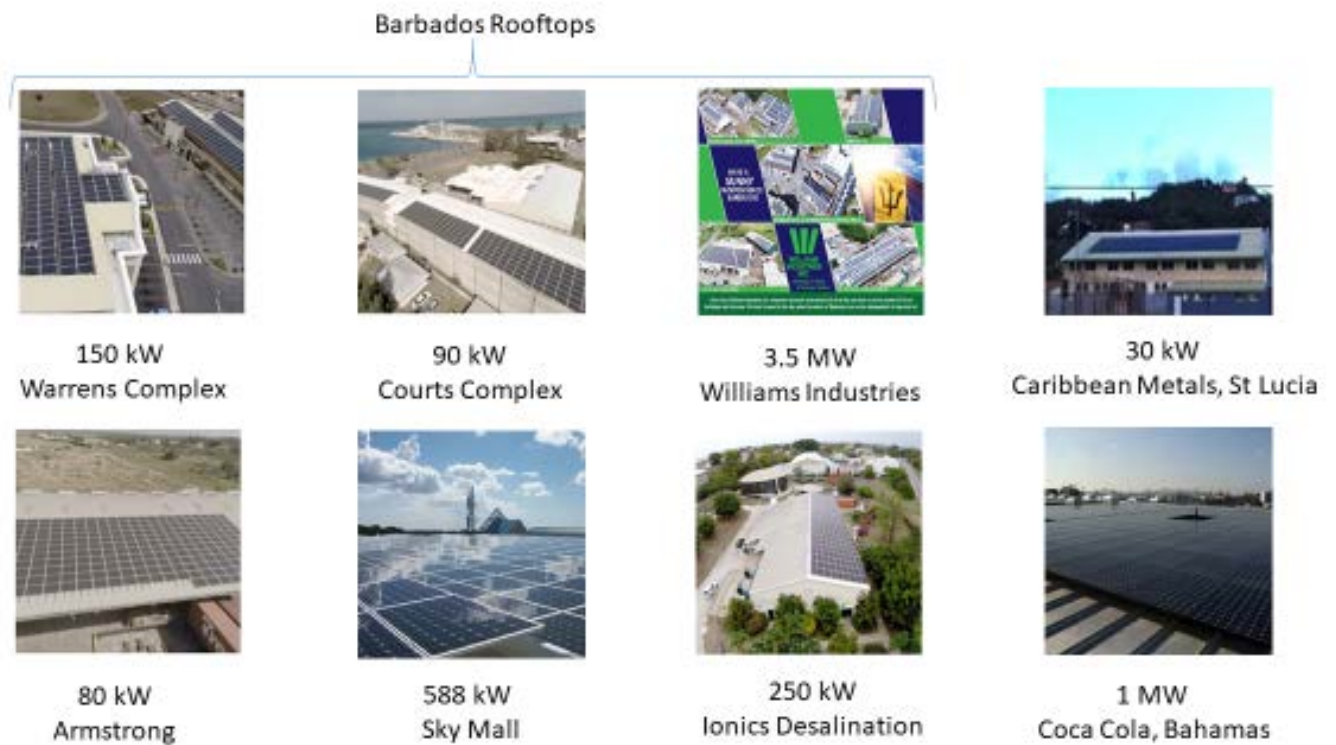 Barbados Rooftops
150 kW
Warrens Complex
90 kW
Courts Complex
3.5 MW
Williams Industries
30 kW
Caribbean Metals, St Lucia
80 kW
Armstrong
588 kW
Sky Mall
250 kW
Ionics Desalination
1 MW
Coca Cola, Bahamas